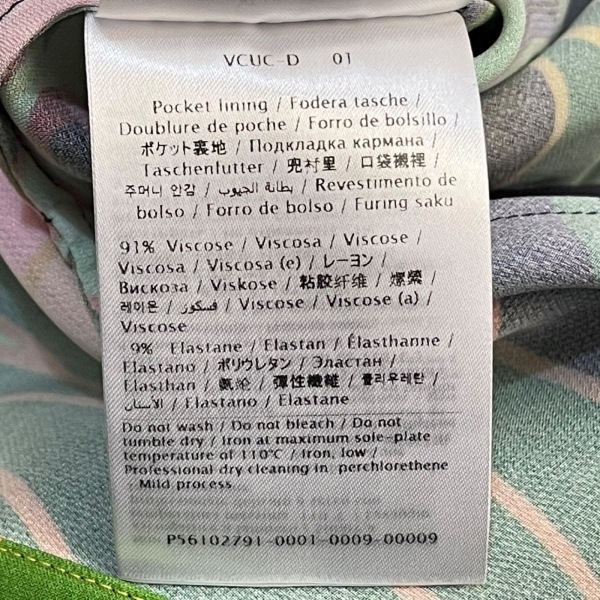 VCUC-D 01
Pocket lining / Fodera tasche /
Doublure de poche / Forro de bolsillo /
ポケット裏地 / Подкладка кармана /
Taschenfutter / 兜衬里 / 口袋襯裡 /
주머니 안감 / بطانة الجيوب / Revestimento de
bolso / Forro de bolso / Furing saku
91% Viscose / Viscosa / Viscose /
Viscosa / Viscosa (e) / レーヨン /
Вискоза / Viskose / 粘胶纤维 / 嫘縈 /
레이온 / فسكوز / Viscose / Viscose (a) /
Viscose
9% Elastane / Elastan / Élasthanne /
Elastano / ポリウレタン / Эластан /
Elasthan / 氨纶 / 彈性纖維 / 폴리우레탄 /
الأستان / Elastano / Elastane
Do not wash / Do not bleach / Do not
tumble dry / Iron at maximum sole-plate
temperature of 110°C / Iron, low /
Professional dry cleaning in perchlorethene
- Mild process
P56102791-0001-0009-00009